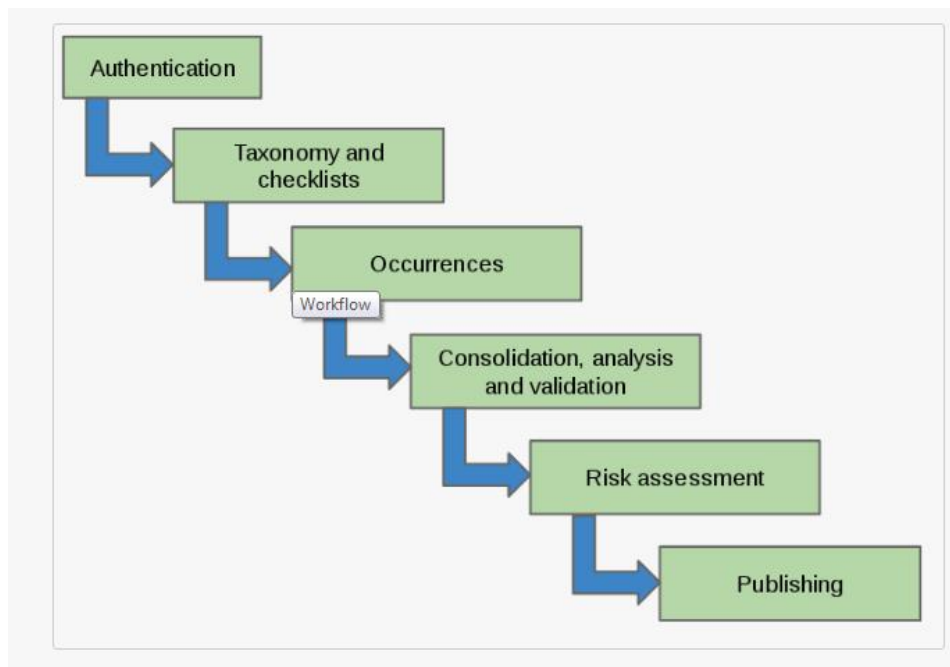 Authentication
Taxonomy and
checklists
Occurrences
Workflow
Consolidation, analysis
and validation
Risk assessment
Publishing